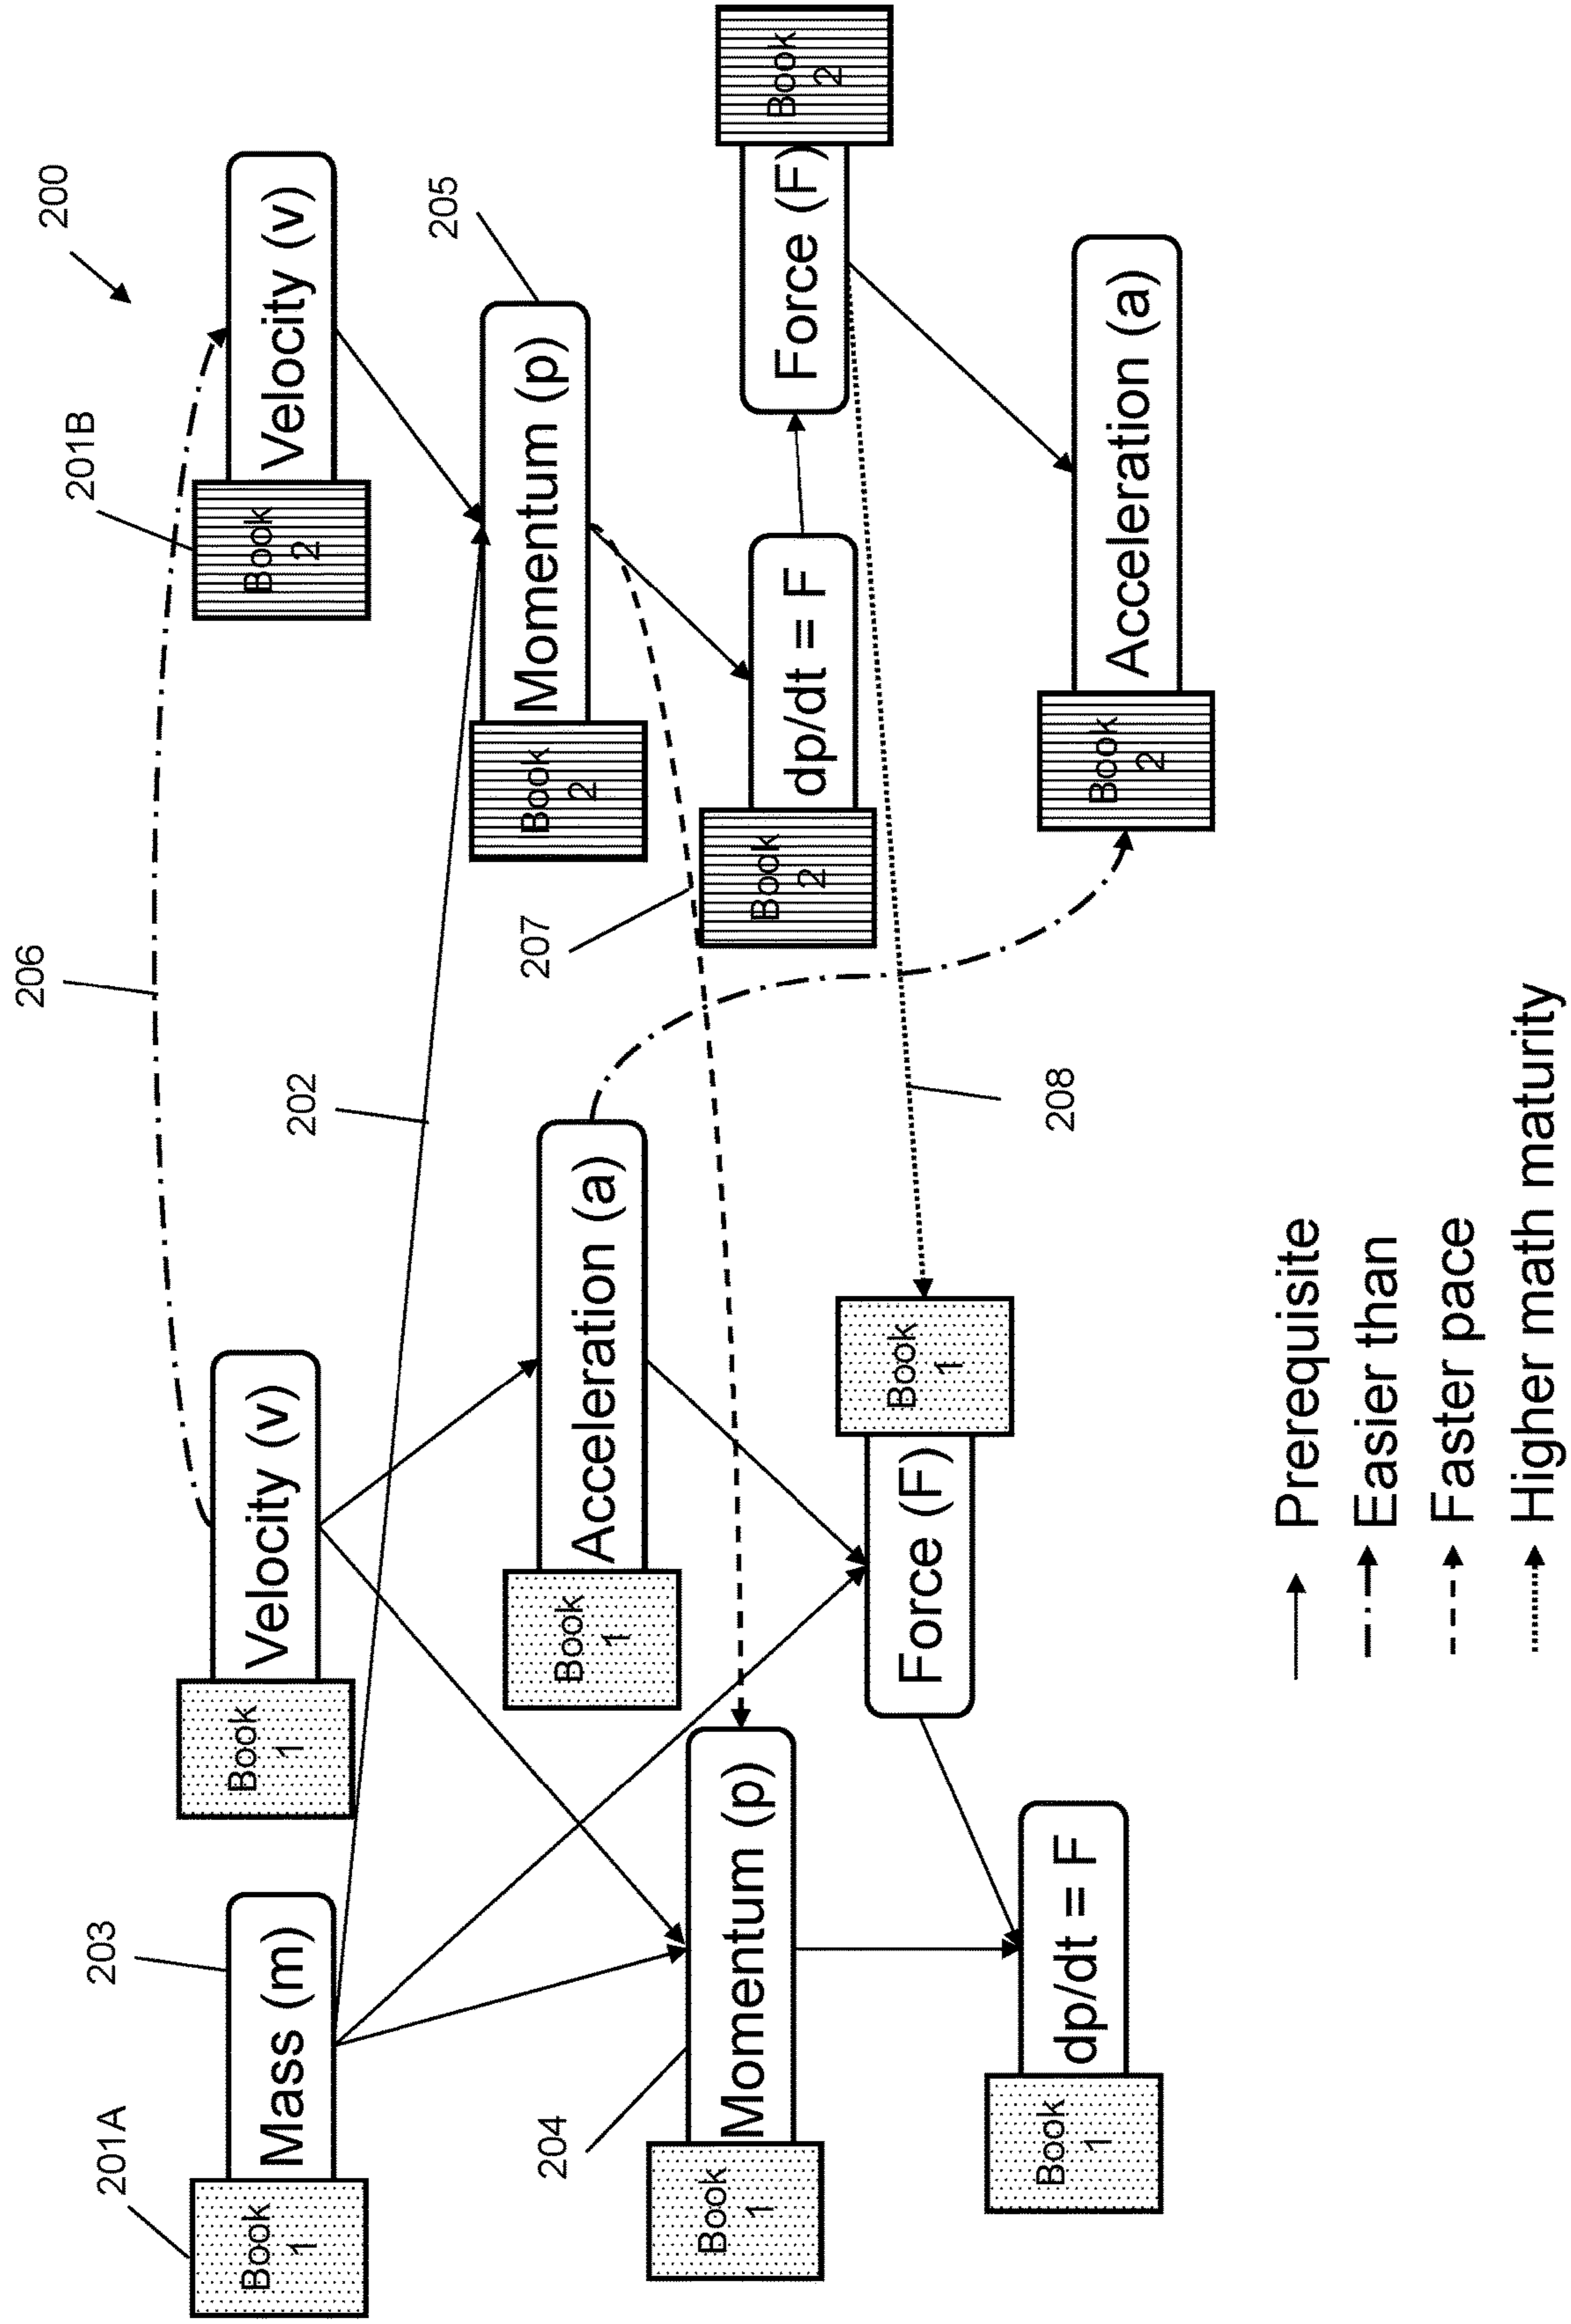 200
206
201B
201A
203
202
205
Book
1
Mass (m)
Book
1
Velocity (v)
Book
2
Velocity (v)
204
207
Book
1
Momentum (p)
Book
1
Acceleration (a)
Book
2
Momentum (p)
Book
1
dp/dt = F
Force (F)
Book
1
208
Book
2
dp/dt = F
Force (F)
Book
2
Book
2
Acceleration (a)
Prerequisite
Easier than
Faster pace
Higher math maturity